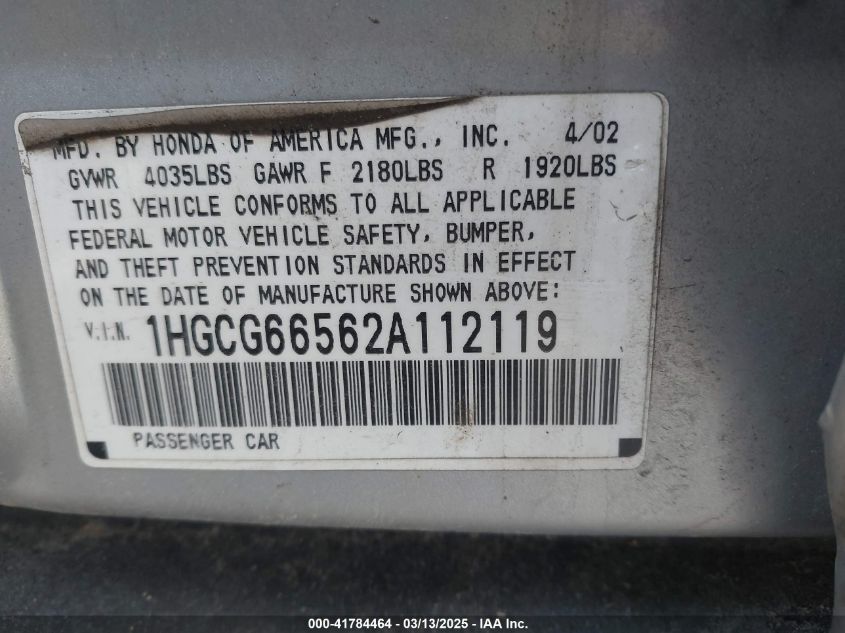 MFD. BY HONDA OF AMERICA MFG., INC. 4/02
GVWR 4035LBS GAWR F 2180LBS R 1920LBS
THIS VEHICLE CONFORMS TO ALL APPLICABLE
FEDERAL MOTOR VEHICLE SAFETY, BUMPER,
AND THEFT PREVENTION STANDARDS IN EFFECT
ON THE DATE OF MANUFACTURE SHOWN ABOVE:
V.I.N. 1HGCG66562A112119
PASSENGER CAR
000-41784464 - 03/13/2025 - IAA Inc.